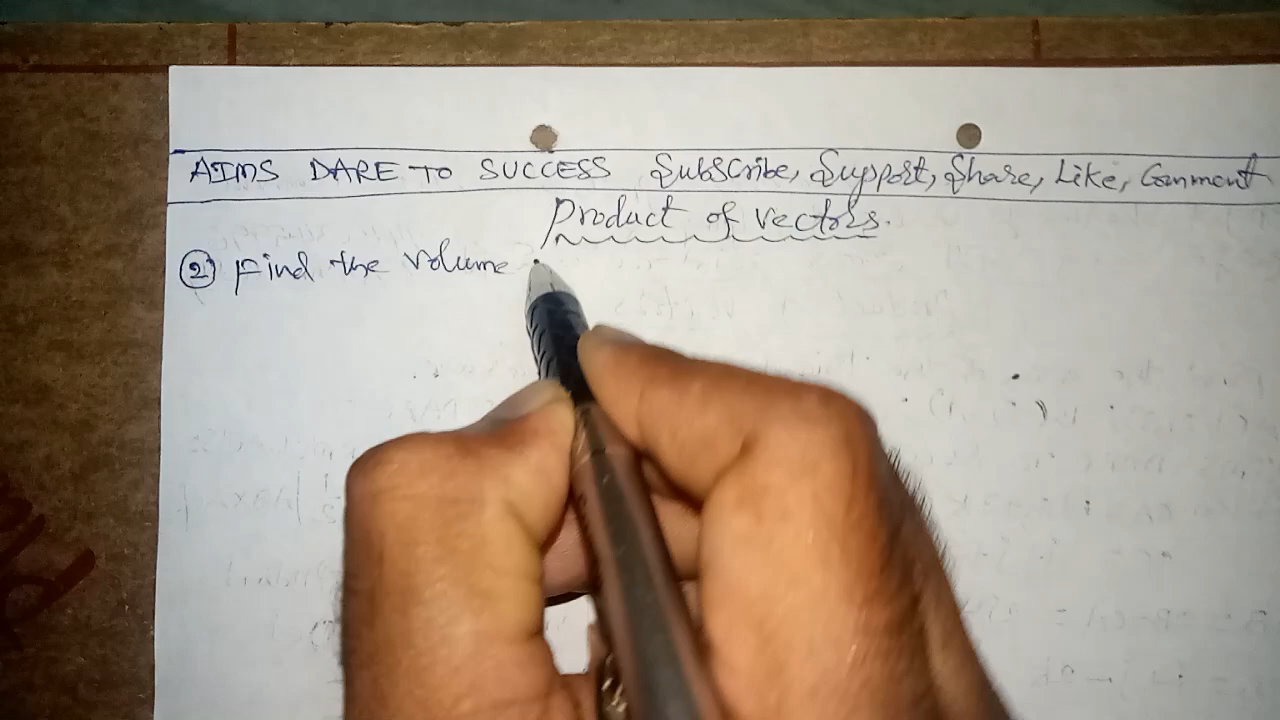 AIMS DARE TO SUCCESS Subscribe, Support, Share, Like, Comment
Product of vectors.
② Find the volume